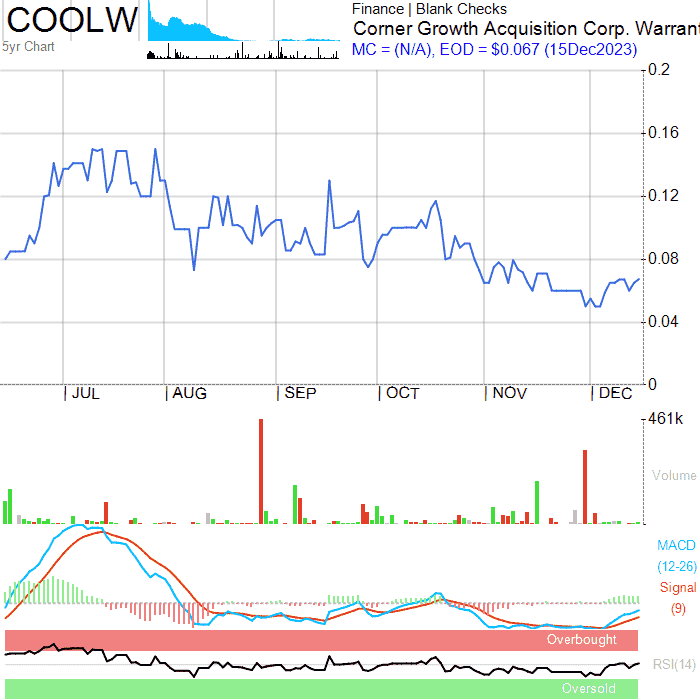 COOLW
5yr Chart
Finance | Blank Checks
Corner Growth Acquisition Corp. Warrant
MC = (N/A), EOD = $0.067 (15Dec2023)
0.2
0.16
0.12
0.08
0.04
0
JUL AUG SEP OCT NOV DEC
461k
Volume
MACD
(12-26)
Signal
(9)
Overbought
RSI(14)
Oversold